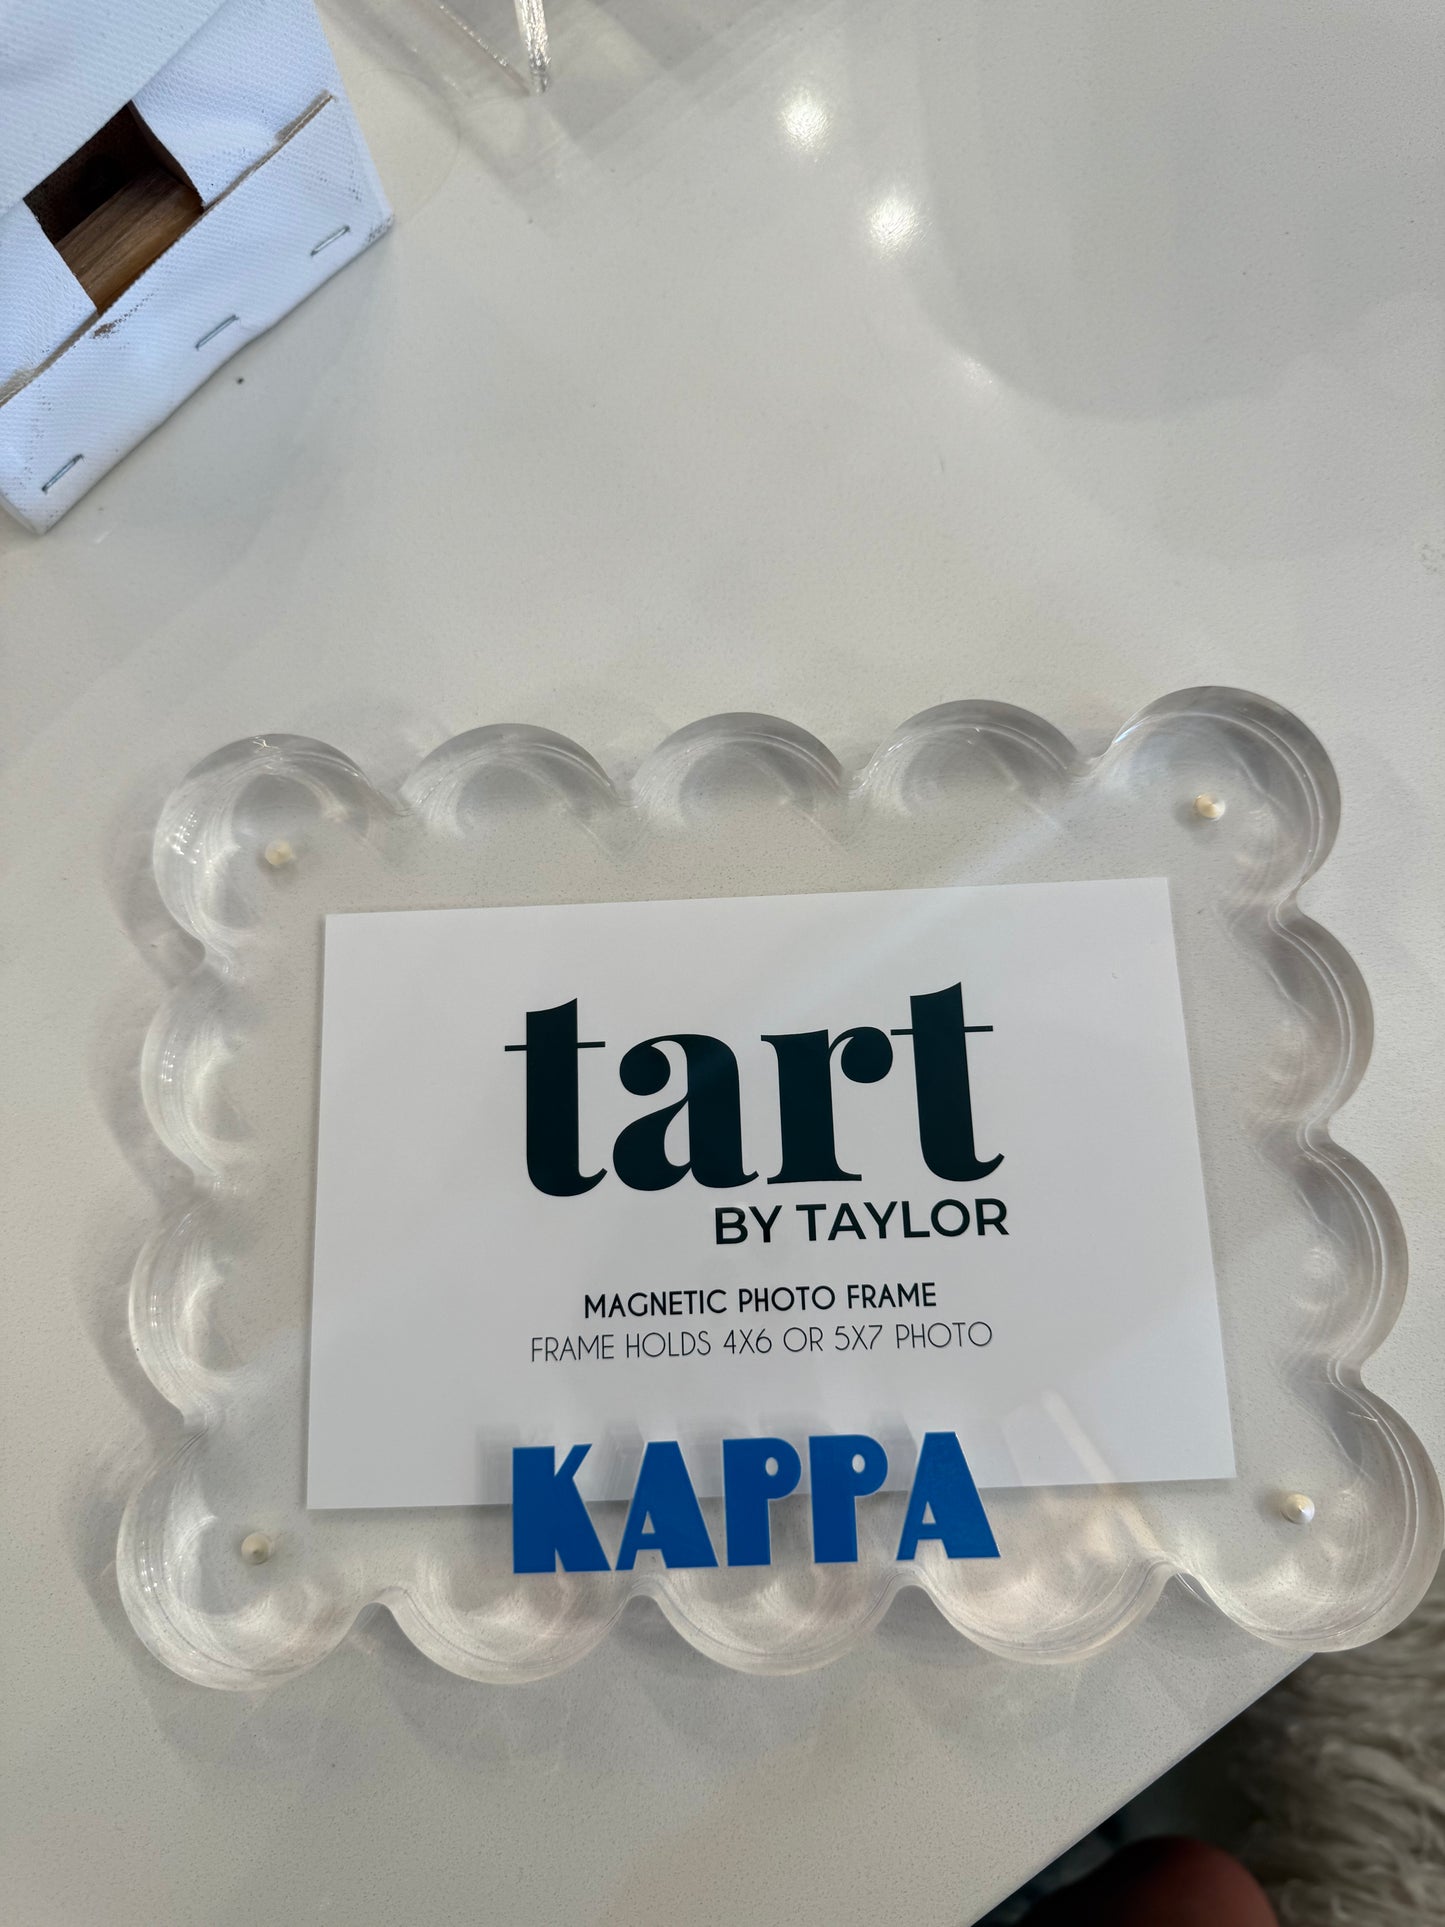 tart
BY TAYLOR
MAGNETIC PHOTO FRAME
FRAME HOLDS 4X6 OR 5X7 PHOTO
KAPPA